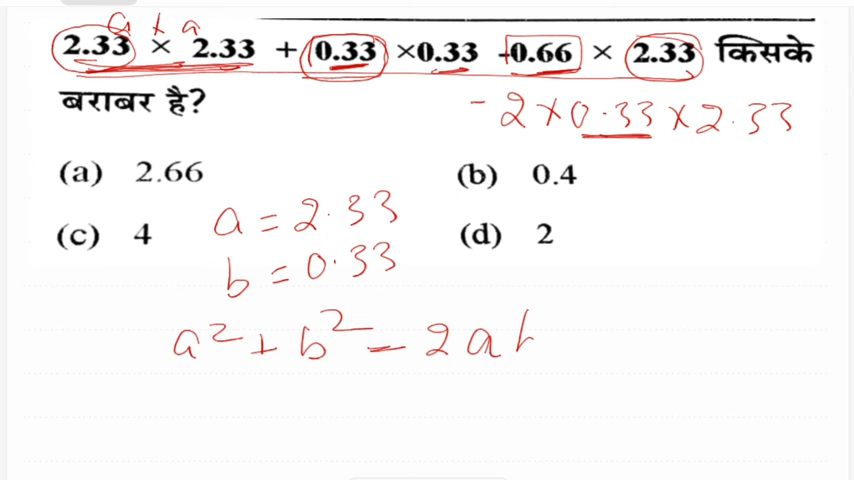 a × a
2.33 × 2.33 + 0.33 ×0.33 -0.66 × 2.33 किसके
बराबर है?
- 2 × 0.33 × 2.33
(a) 2.66
(b) 0.4
(c) 4
(d) 2
a = 2.33
b = 0.33
a² + b² - 2ab